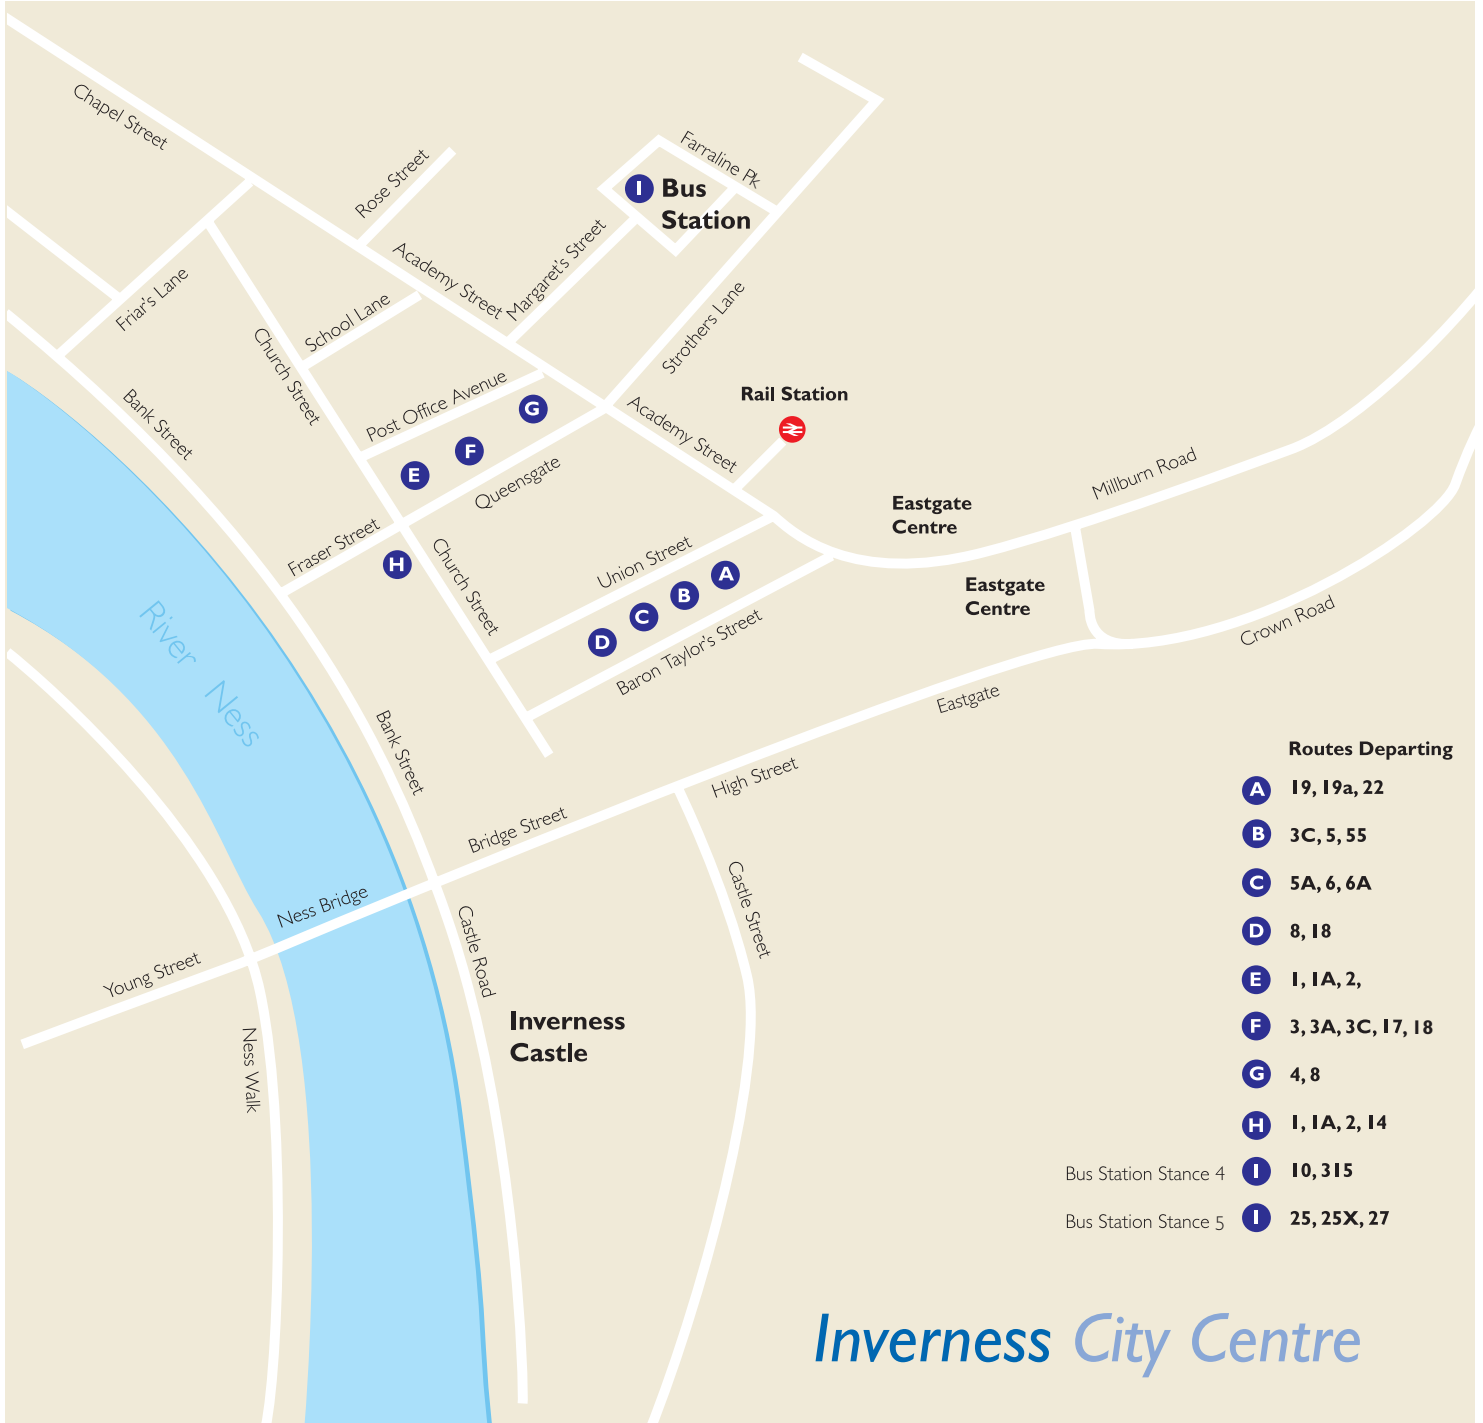 Chapel Street
Rose Street
Farraline Pk
I
Bus
Station
Friar's Lane
Academy Street
Margaret's Street
School Lane
Church Street
Strothers Lane
Post Office Avenue
Rail Station
Bank Street
G
F
E
Academy Street
Queensgate
Millburn Road
Eastgate
Centre
Fraser Street
H
Church Street
Union Street
A
B
C
D
Eastgate
Centre
Baron Taylor's Street
Crown Road
River Ness
Bank Street
Eastgate
High Street
Bridge Street
Castle Street
Ness Bridge
Castle Road
Young Street
Ness Walk
Inverness
Castle
Routes Departing
A 19, 19a, 22
B 3C, 5, 55
C 5A, 6, 6A
D 8, 18
E 1, 1A, 2,
F 3, 3A, 3C, 17, 18
G 4, 8
H 1, 1A, 2, 14
Bus Station Stance 4 I 10, 315
Bus Station Stance 5 I 25, 25X, 27
Inverness City Centre